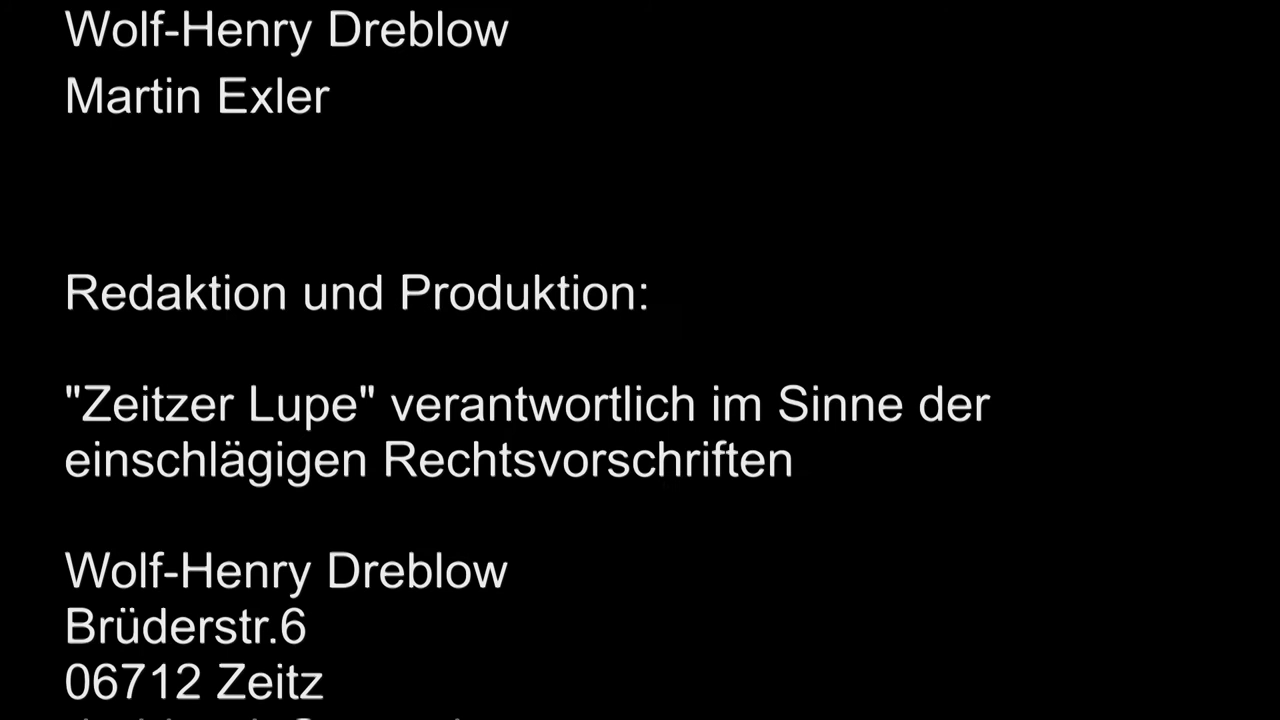 Wolf-Henry Dreblow
Martin Exler
Redaktion und Produktion:
"Zeitzer Lupe" verantwortlich im Sinne der
einschlägigen Rechtsvorschriften
Wolf-Henry Dreblow
Brüderstr.6
06712 Zeitz